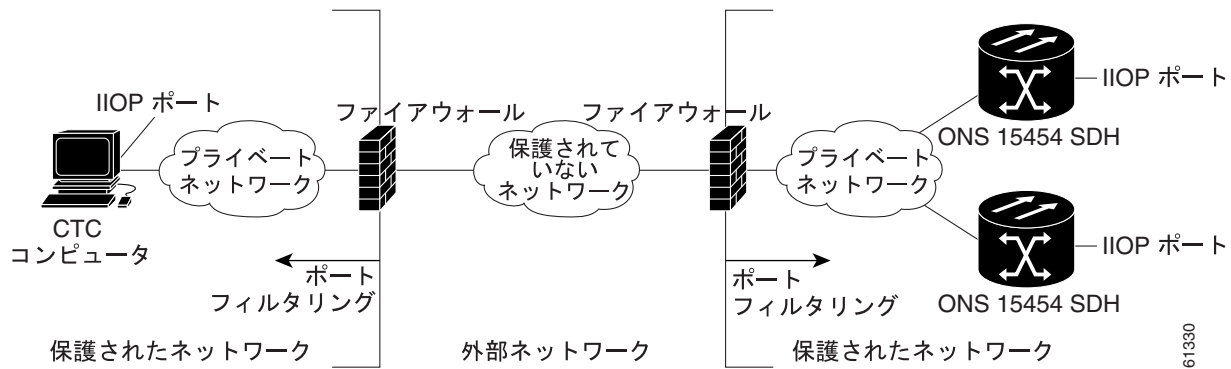 IIOP ポート
ファイアウォール
ファイアウォール
IIOP ポート
プライベート
ネットワーク
保護されて
いない
ネットワーク
プライベート
ネットワーク
ONS 15454 SDH
CTC
コンピュータ
IIOP ポート
ポート
フィルタリング
ポート
フィルタリング
ONS 15454 SDH
保護されたネットワーク
外部ネットワーク
保護されたネットワーク
61330